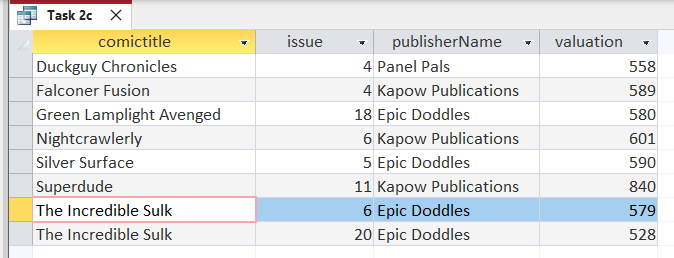 Task 2c
comictitle issue publisherName valuation
Duckguy Chronicles 4 Panel Pals 558
Falconer Fusion 4 Kapow Publications 589
Green Lamplight Avenged 18 Epic Doddles 580
Nightcrawlerly 6 Kapow Publications 601
Silver Surface 5 Epic Doddles 590
Superdude 11 Kapow Publications 840
The Incredible Sulk 6 Epic Doddles 579
The Incredible Sulk 20 Epic Doddles 528